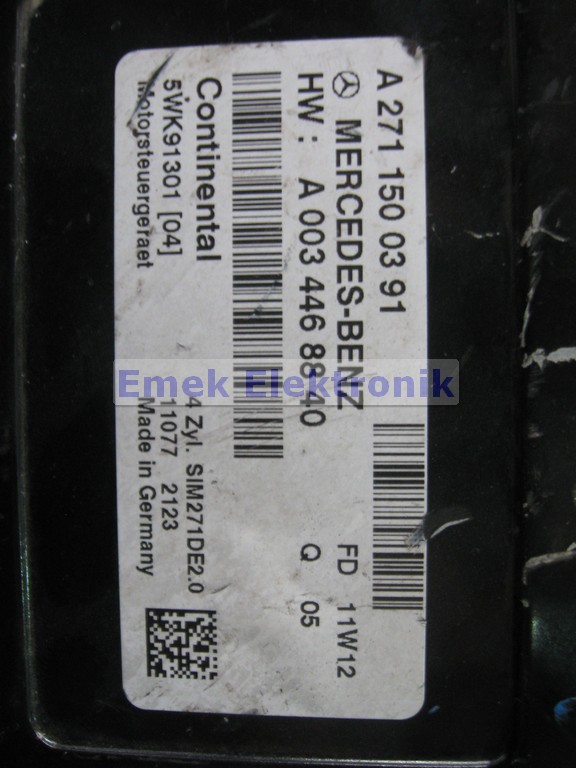 A 271 150 03 91
MERCEDES-BENZ FD 11W12
HW : A 003 446 88 40 Q 05
Continental
5WK91301 [04] 4 Zyl. SIM271DE2.0
Motorsteuergeraet 11077 2123
Made in Germany
Emek Elektronik